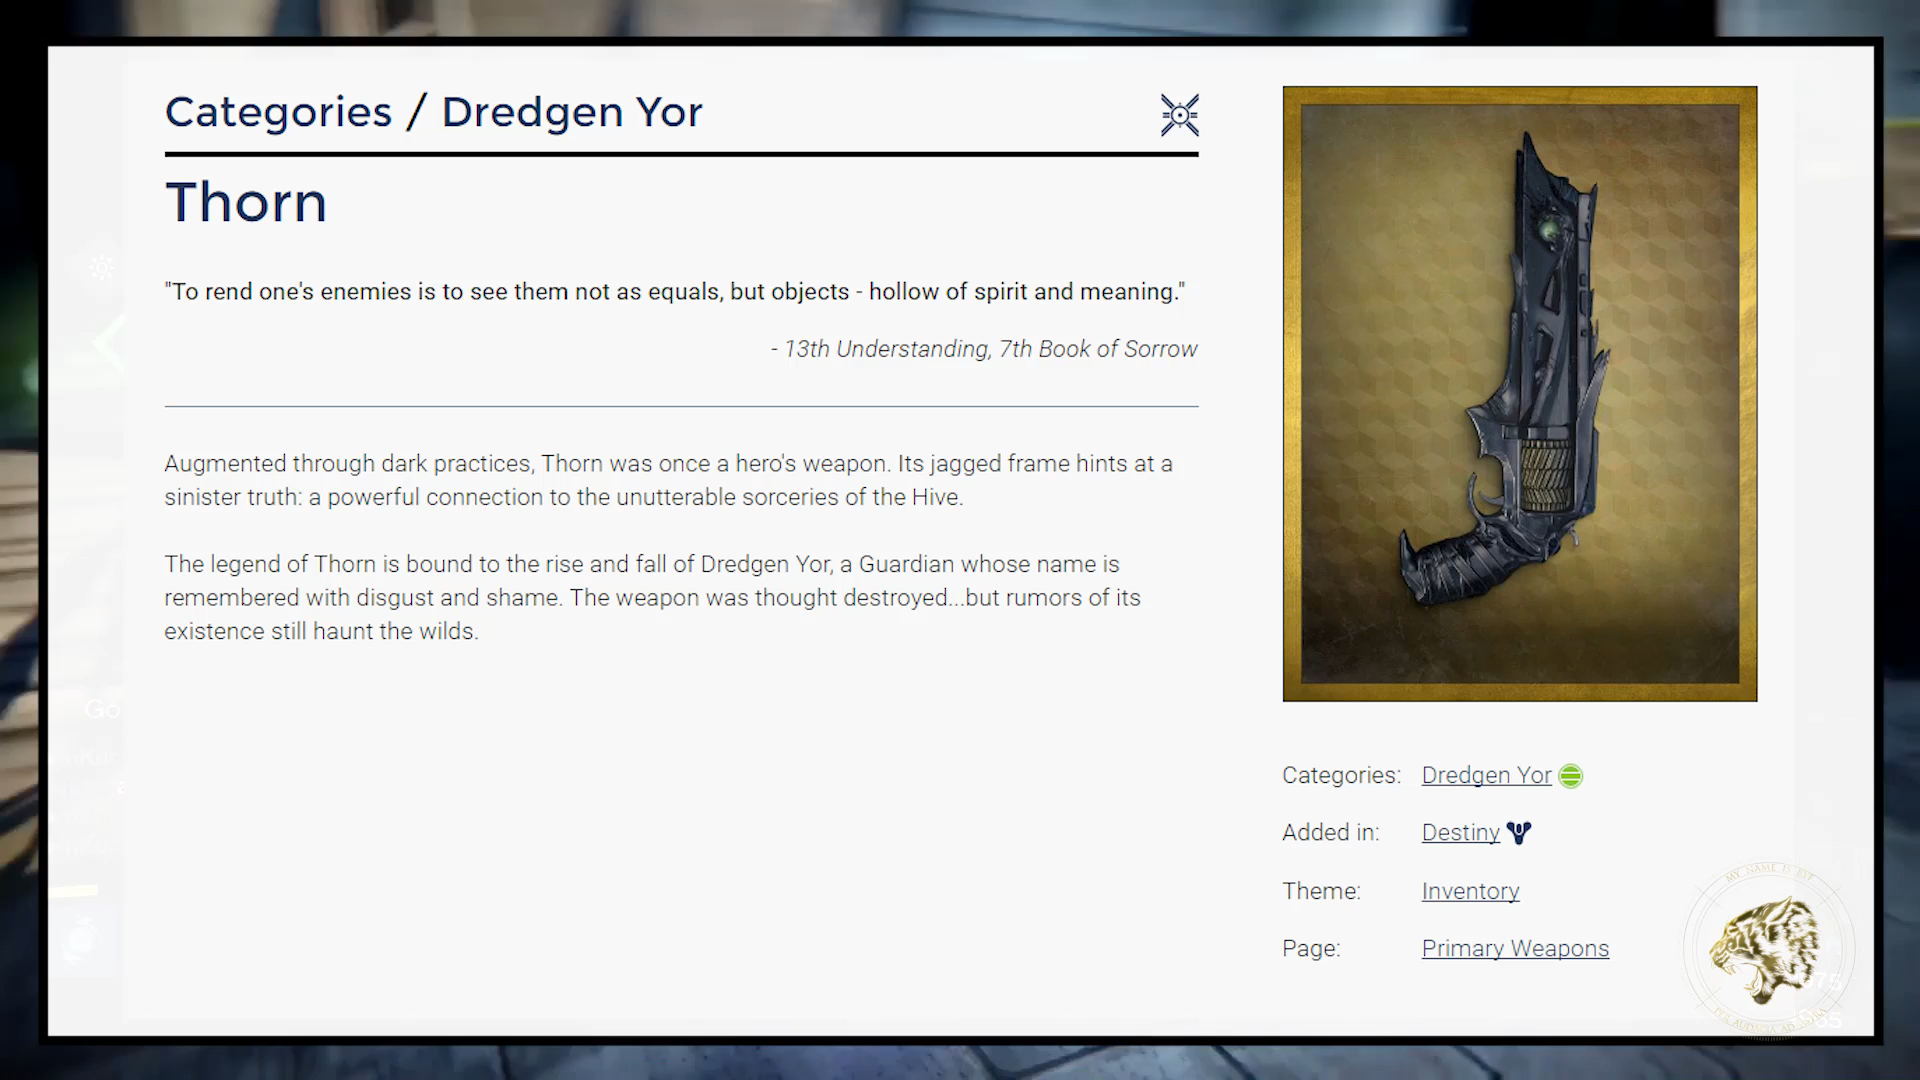 Categories / Dredgen Yor
Thorn
"To rend one's enemies is to see them not as equals, but objects - hollow of spirit and meaning."
- 13th Understanding, 7th Book of Sorrow
Augmented through dark practices, Thorn was once a hero's weapon. Its jagged frame hints at a
sinister truth: a powerful connection to the unutterable sorceries of the Hive.
The legend of Thorn is bound to the rise and fall of Dredgen Yor, a Guardian whose name is
remembered with disgust and shame. The weapon was thought destroyed...but rumors of its
existence still haunt the wilds.
Categories: Dredgen Yor
Added in: Destiny
Theme: Inventory
Page: Primary Weapons
MY NAME IS BYF
Go